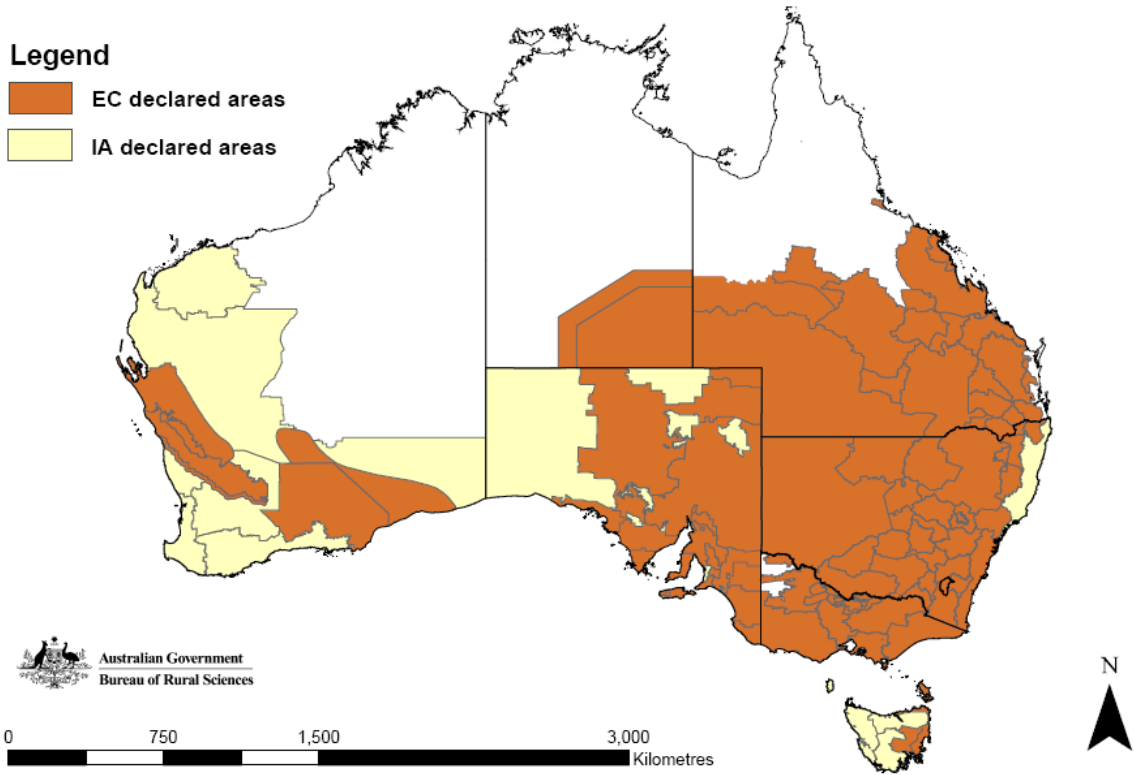 Legend
EC declared areas
IA declared areas
Australian Government
Bureau of Rural Sciences
N
0 750 1,500 3,000
Kilometres